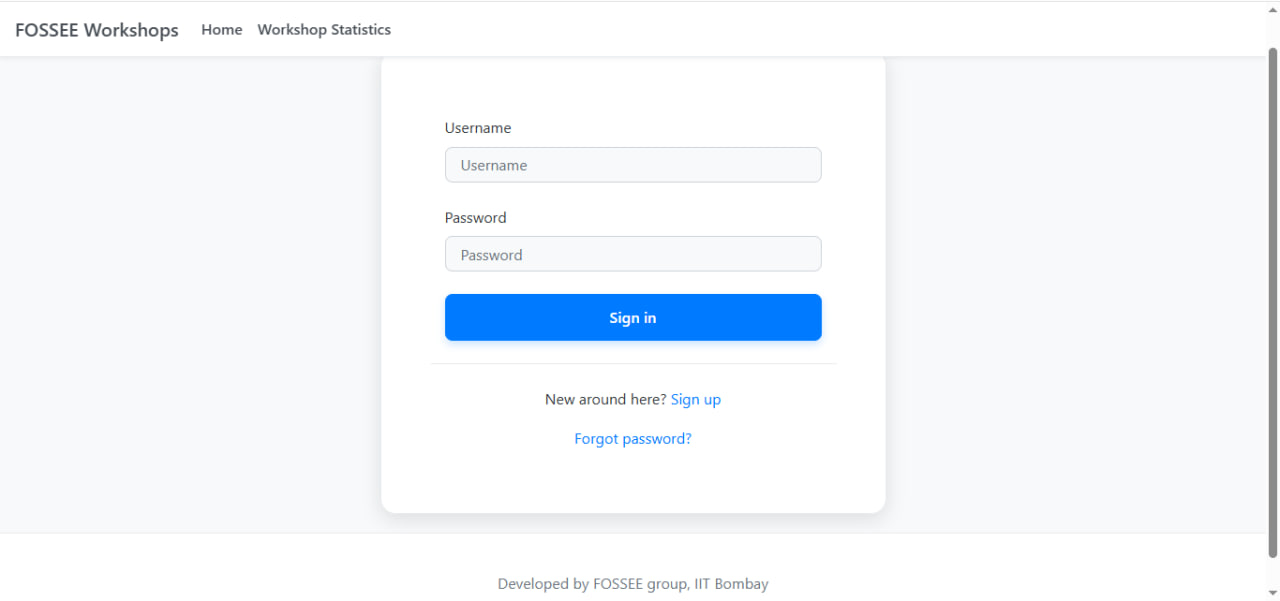 FOSSEE Workshops Home Workshop Statistics
Username
Username
Password
Password
Sign in
New around here? Sign up
Forgot password?
Developed by FOSSEE group, IIT Bombay